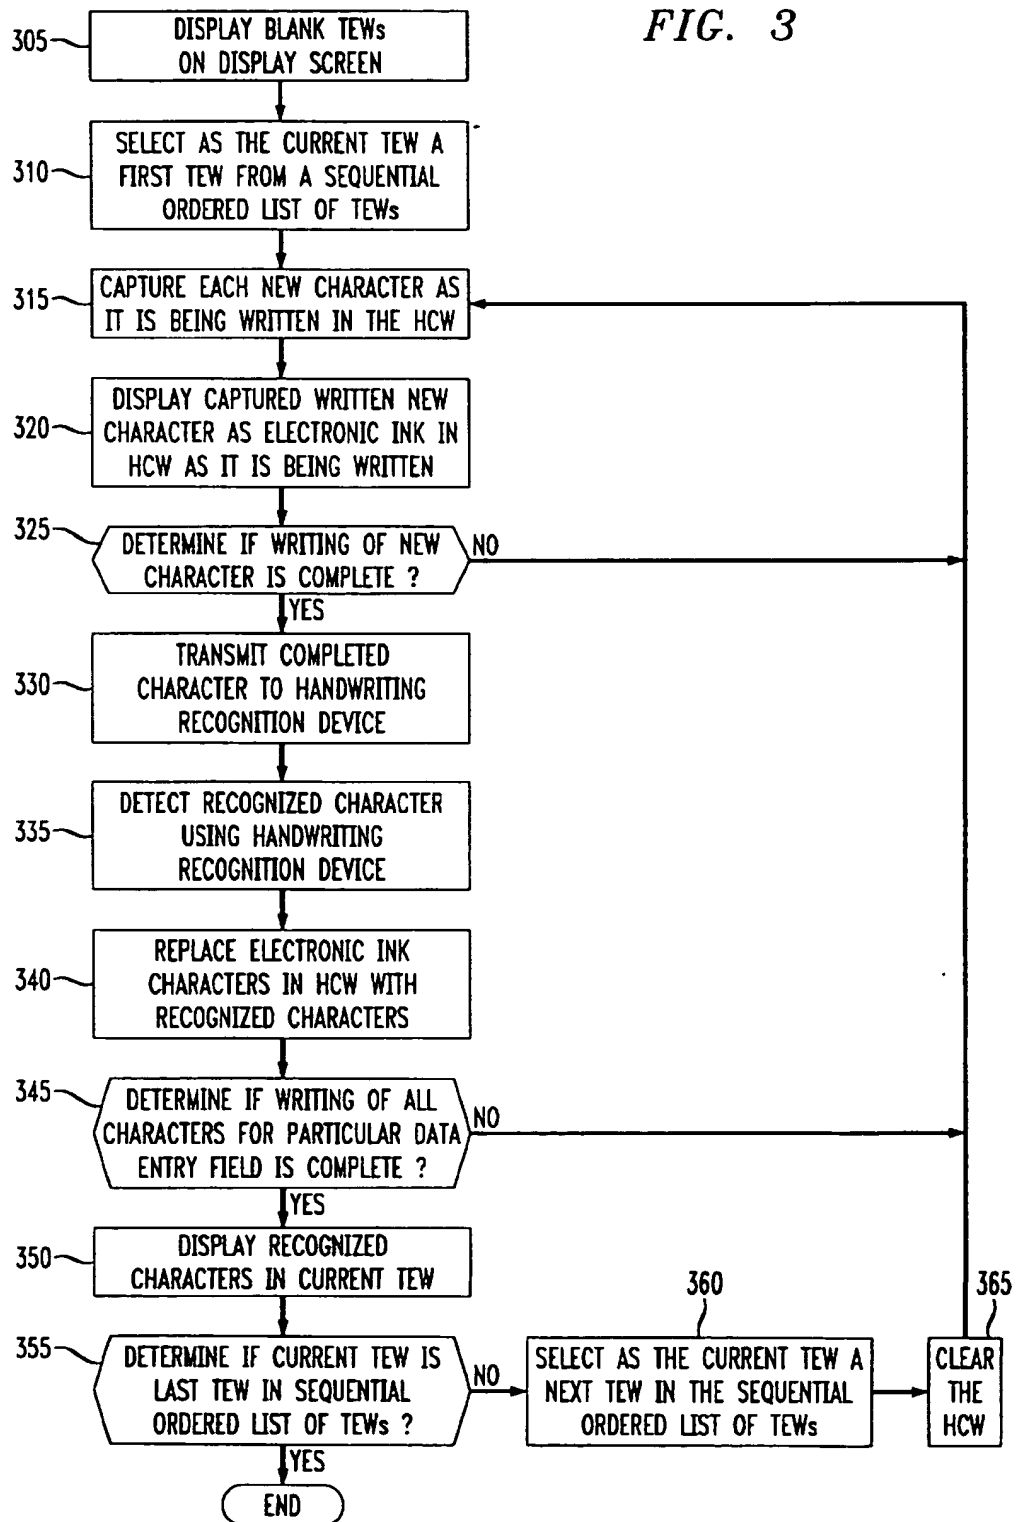 FIG. 3
305
DISPLAY BLANK TEWs
ON DISPLAY SCREEN
310
SELECT AS THE CURRENT TEW A
FIRST TEW FROM A SEQUENTIAL
ORDERED LIST OF TEWs
315
CAPTURE EACH NEW CHARACTER AS
IT IS BEING WRITTEN IN THE HCW
320
DISPLAY CAPTURED WRITTEN NEW
CHARACTER AS ELECTRONIC INK IN
HCW AS IT IS BEING WRITTEN
325
DETERMINE IF WRITING OF NEW
CHARACTER IS COMPLETE ?
NO
YES
330
TRANSMIT COMPLETED
CHARACTER TO HANDWRITING
RECOGNITION DEVICE
335
DETECT RECOGNIZED CHARACTER
USING HANDWRITING
RECOGNITION DEVICE
340
REPLACE ELECTRONIC INK
CHARACTERS IN HCW WITH
RECOGNIZED CHARACTERS
345
DETERMINE IF WRITING OF ALL
CHARACTERS FOR PARTICULAR DATA
ENTRY FIELD IS COMPLETE ?
NO
YES
350
DISPLAY RECOGNIZED
CHARACTERS IN CURRENT TEW
355
DETERMINE IF CURRENT TEW IS
LAST TEW IN SEQUENTIAL
ORDERED LIST OF TEWs ?
NO
YES
360
SELECT AS THE CURRENT TEW A
NEXT TEW IN THE SEQUENTIAL
ORDERED LIST OF TEWs
365
CLEAR
THE
HCW
END